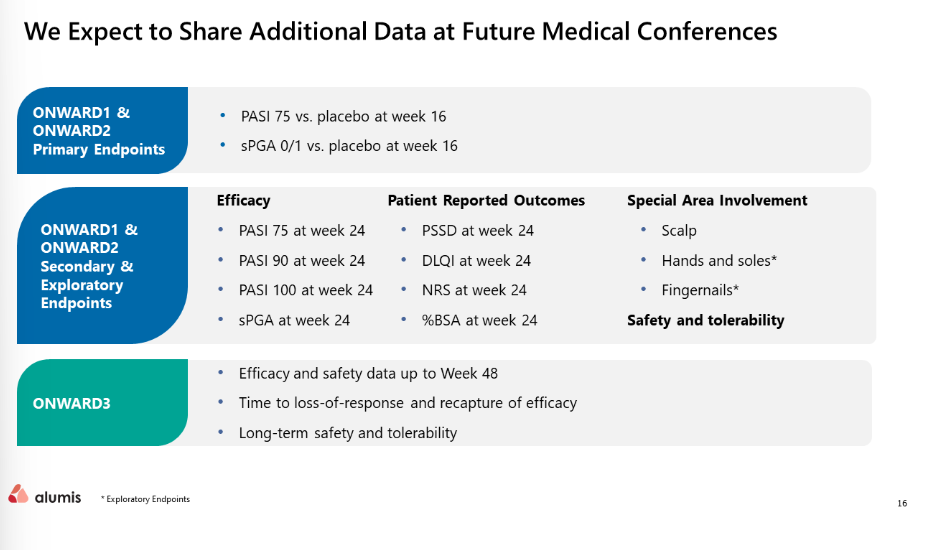 We Expect to Share Additional Data at Future Medical Conferences
ONWARD1 &
ONWARD2
Primary Endpoints
• PASI 75 vs. placebo at week 16
• sPGA 0/1 vs. placebo at week 16
ONWARD1 &
ONWARD2
Secondary &
Exploratory
Endpoints
Efficacy
• PASI 75 at week 24
• PASI 90 at week 24
• PASI 100 at week 24
• sPGA at week 24
Patient Reported Outcomes
• PSSD at week 24
• DLQI at week 24
• NRS at week 24
• %BSA at week 24
Special Area Involvement
• Scalp
• Hands and soles*
• Fingernails*
Safety and tolerability
ONWARD3
• Efficacy and safety data up to Week 48
• Time to loss-of-response and recapture of efficacy
• Long-term safety and tolerability
alumis
* Exploratory Endpoints
16